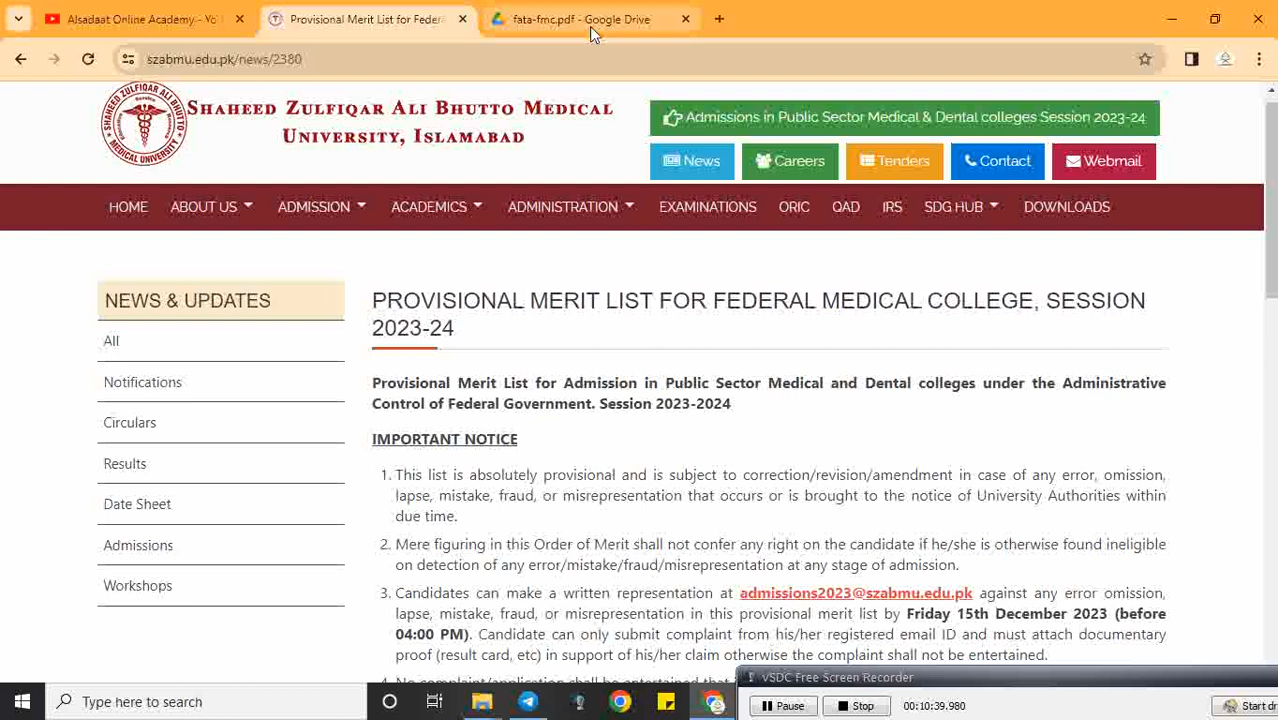 Alsadaat Online Academy - Yo
Provisional Merit List for Feder
fata-fmc.pdf - Google Drive
szabmu.edu.pk/news/2380
SHAHEED ZULFIQAR ALI BHUTTO MEDICAL
UNIVERSITY, ISLAMABAD
Admissions in Public Sector Medical & Dental colleges Session 2023-24
News
Careers
Tenders
Contact
Webmail
HOME ABOUT US ADMISSION ACADEMICS ADMINISTRATION EXAMINATIONS ORIC QAD IRS SDG HUB DOWNLOADS
NEWS & UPDATES
All
Notifications
Circulars
Results
Date Sheet
Admissions
Workshops
PROVISIONAL MERIT LIST FOR FEDERAL MEDICAL COLLEGE, SESSION
2023-24
Provisional Merit List for Admission in Public Sector Medical and Dental colleges under the Administrative
Control of Federal Government. Session 2023-2024
IMPORTANT NOTICE
1. This list is absolutely provisional and is subject to correction/revision/amendment in case of any error, omission,
lapse, mistake, fraud, or misrepresentation that occurs or is brought to the notice of University Authorities within
due time.
2. Mere figuring in this Order of Merit shall not confer any right on the candidate if he/she is otherwise found ineligible
on detection of any error/mistake/fraud/misrepresentation at any stage of admission.
3. Candidates can make a written representation at admissions2023@szabmu.edu.pk against any error omission,
lapse, mistake, fraud, or misrepresentation in this provisional merit list by Friday 15th December 2023 (before
04:00 PM). Candidate can only submit complaint from his/her registered email ID and must attach documentary
proof (result card, etc) in support of his/her claim otherwise the complaint shall not be entertained.
VSDC Free Screen Recorder
Pause
Stop
00:10:39.980
Start dr
Type here to search